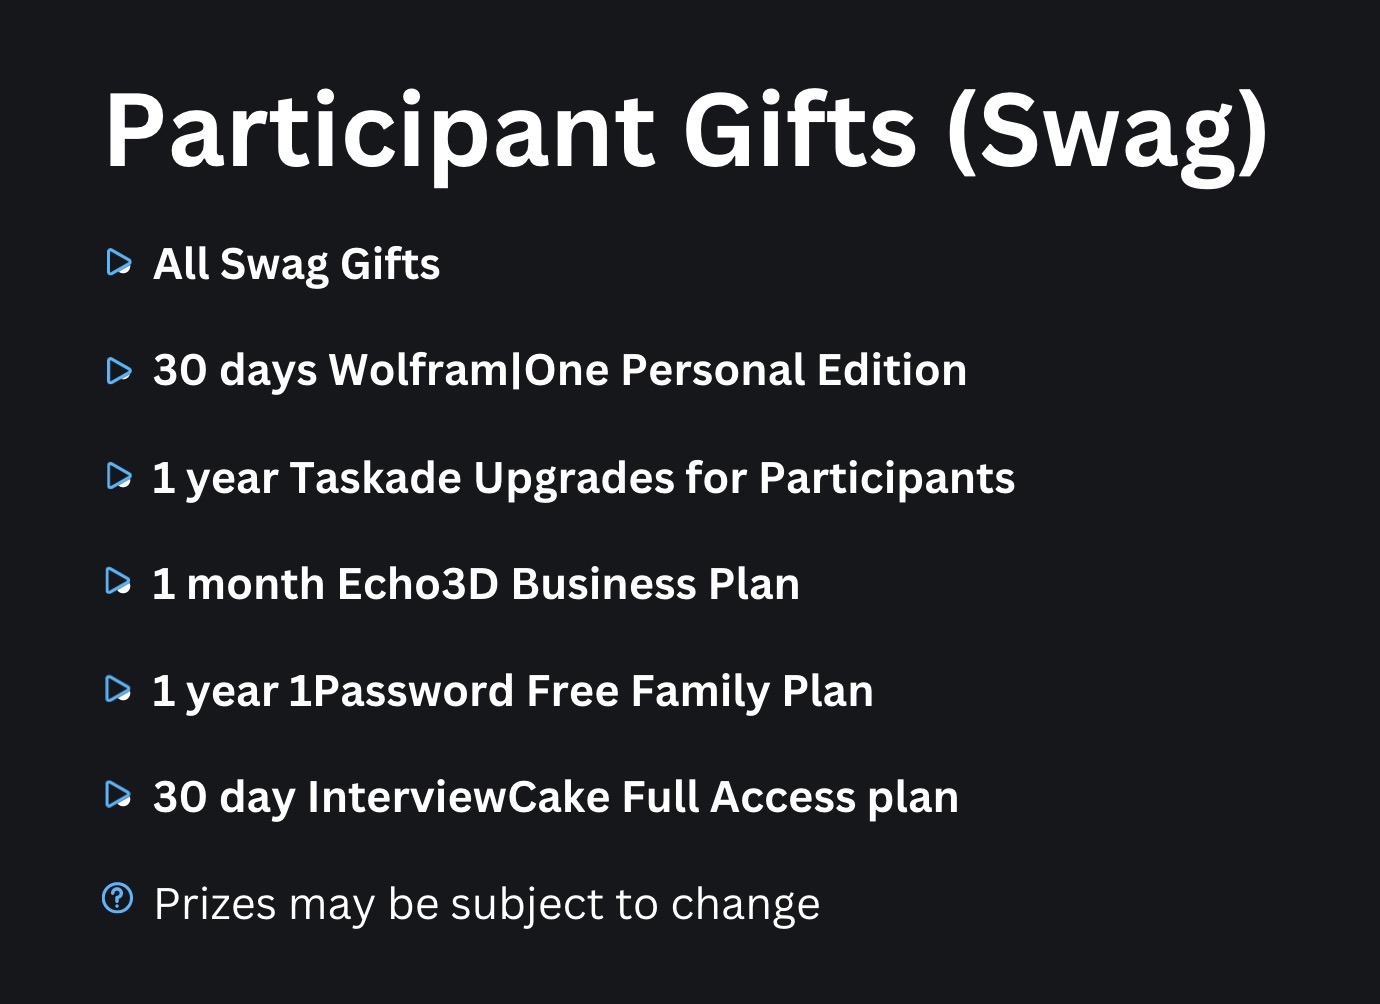 Participant Gifts (Swag)
All Swag Gifts
30 days Wolfram|One Personal Edition
1 year Taskade Upgrades for Participants
1 month Echo3D Business Plan
1 year 1Password Free Family Plan
30 day InterviewCake Full Access plan
Prizes may be subject to change